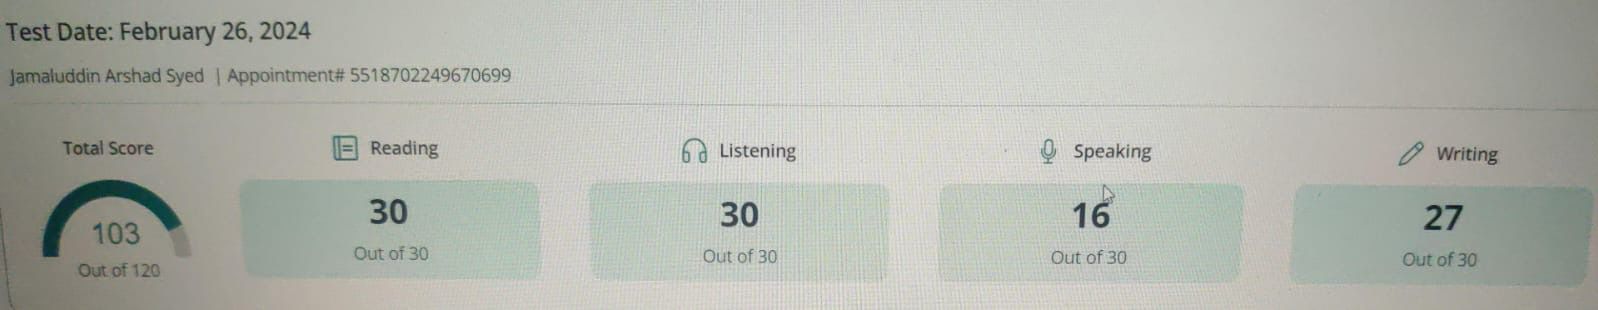 Test Date: February 26, 2024
Jamaluddin Arshad Syed | Appointment# 5518702249670699
Total Score
103
Out of 120
Reading
30
Out of 30
Listening
30
Out of 30
Speaking
16
Out of 30
Writing
27
Out of 30